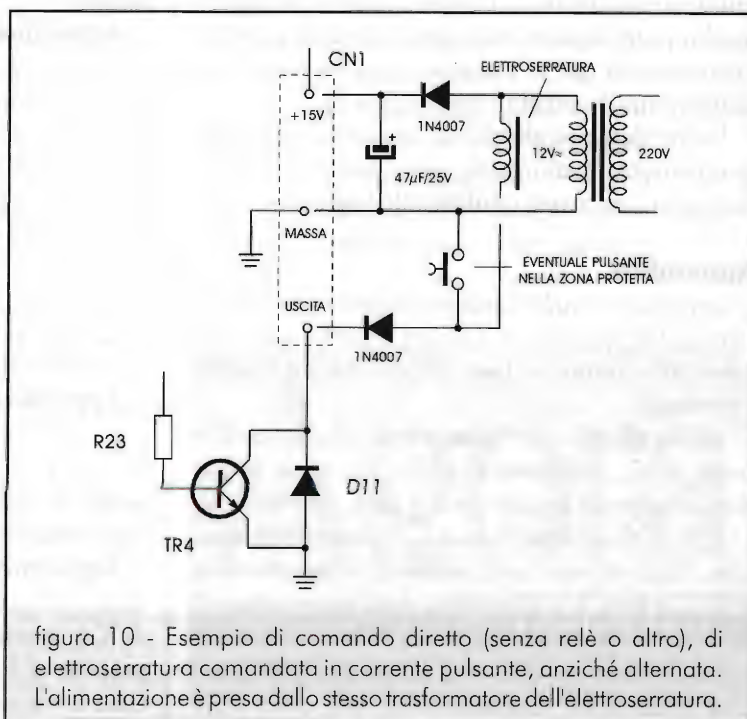 CN1
ELETTROSERRATURA
+15V
1N4007
+
47µF/25V
12V≈
220V
MASSA
EVENTUALE PULSANTE
NELLA ZONA PROTETTA
USCITA
1N4007
R23
D11
TR4
figura 10 - Esempio di comando diretto (senza relè o altro), di
elettroserratura comandata in corrente pulsante, anziché alternata.
L'alimentazione è presa dallo stesso trasformatore dell'elettroserratura.